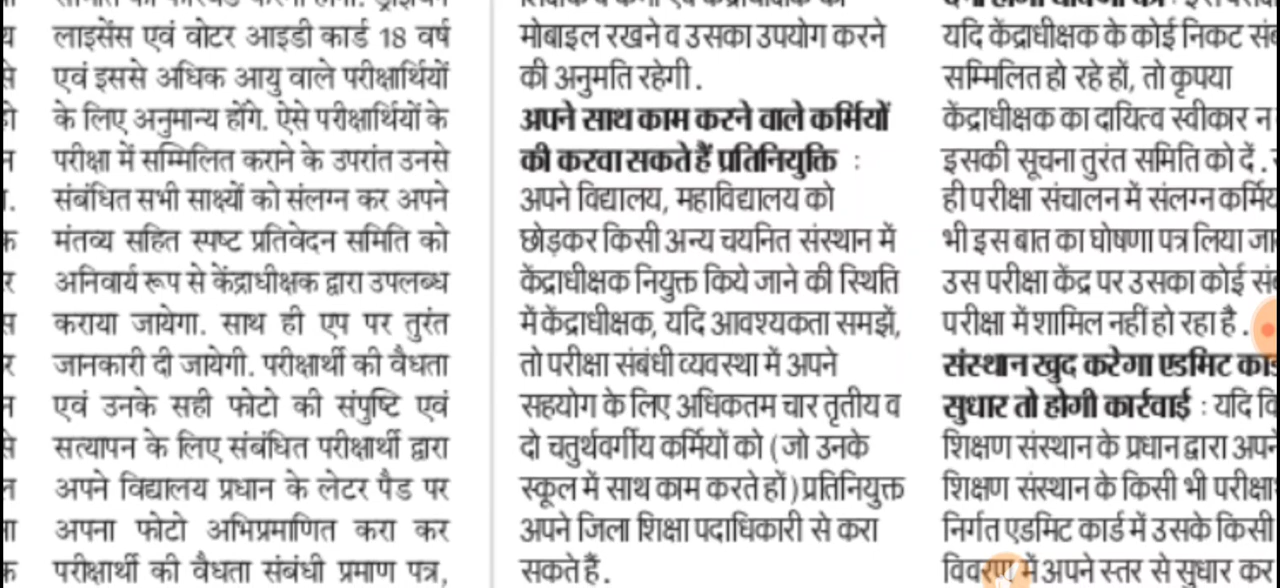 लाइसेंस एवं वोटर आइडी कार्ड 18 वर्ष
एवं इससे अधिक आयु वाले परीक्षार्थियों
के लिए अनुमान्य होंगे. ऐसे परीक्षार्थियों के
परीक्षा में सम्मिलित कराने के उपरांत उनसे
संबंधित सभी साक्ष्यों को संलग्न कर अपने
मंतव्य सहित स्पष्ट प्रतिवेदन समिति को
अनिवार्य रूप से केंद्राधीक्षक द्वारा उपलब्ध
कराया जायेगा. साथ ही एप पर तुरंत
जानकारी दी जायेगी. परीक्षार्थी की वैधता
एवं उनके सही फोटो की संपुष्टि एवं
सत्यापन के लिए संबंधित परीक्षार्थी द्वारा
अपने विद्यालय प्रधान के लेटर पैड पर
अपना फोटो अभिप्रमाणित करा कर
परीक्षार्थी की वैधता संबंधी प्रमाण पत्र,
मोबाइल रखने व उसका उपयोग करने
की अनुमति रहेगी.
अपने साथ काम करने वाले कर्मियों
की करवा सकते हैं प्रतिनियुक्ति :
अपने विद्यालय, महाविद्यालय को
छोड़कर किसी अन्य चयनित संस्थान में
केंद्राधीक्षक नियुक्त किये जाने की स्थिति
में केंद्राधीक्षक, यदि आवश्यकता समझें,
तो परीक्षा संबंधी व्यवस्था में अपने
सहयोग के लिए अधिकतम चार तृतीय व
दो चतुर्थवर्गीय कर्मियों को (जो उनके
स्कूल में साथ काम करते हों) प्रतिनियुक्त
अपने जिला शिक्षा पदाधिकारी से करा
सकते हैं.
यदि केंद्राधीक्षक के कोई निकट
सम्मिलित हो रहे हों, तो कृपया
केंद्राधीक्षक का दायित्व स्वीकार न
इसकी सूचना तुरंत समिति को दें.
ही परीक्षा संचालन में संलग्न
भी इस बात का घोषणा पत्र लिया
उस परीक्षा केंद्र पर उसका कोई
परीक्षा में शामिल नहीं हो रहा है.
संस्थान खुद करेगा एडमिट
सुधार तो होगी कार्रवाई : यदि
शिक्षण संस्थान के प्रधान द्वारा
शिक्षण संस्थान के किसी भी
निर्गत एडमिट कार्ड में उसके किसी
में अपने स्तर से सुधार कर